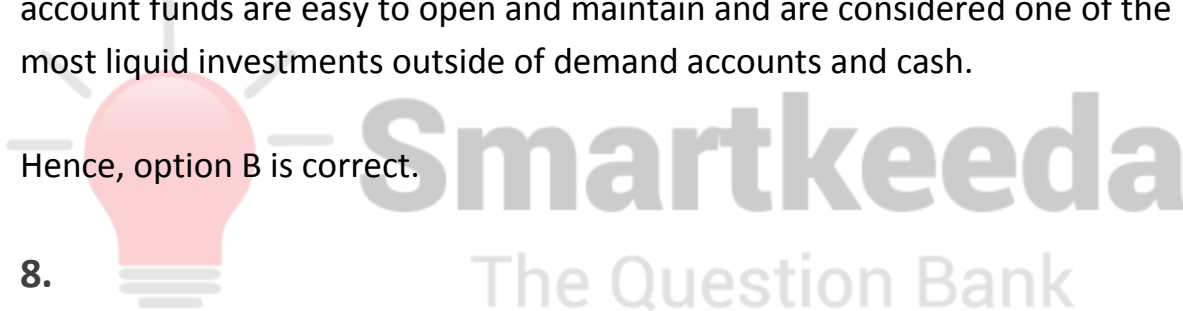 account funds are easy to open and maintain and are considered one of the
most liquid investments outside of demand accounts and cash.
Smartkeeda
Hence, option B is correct.
The Question Bank
8.